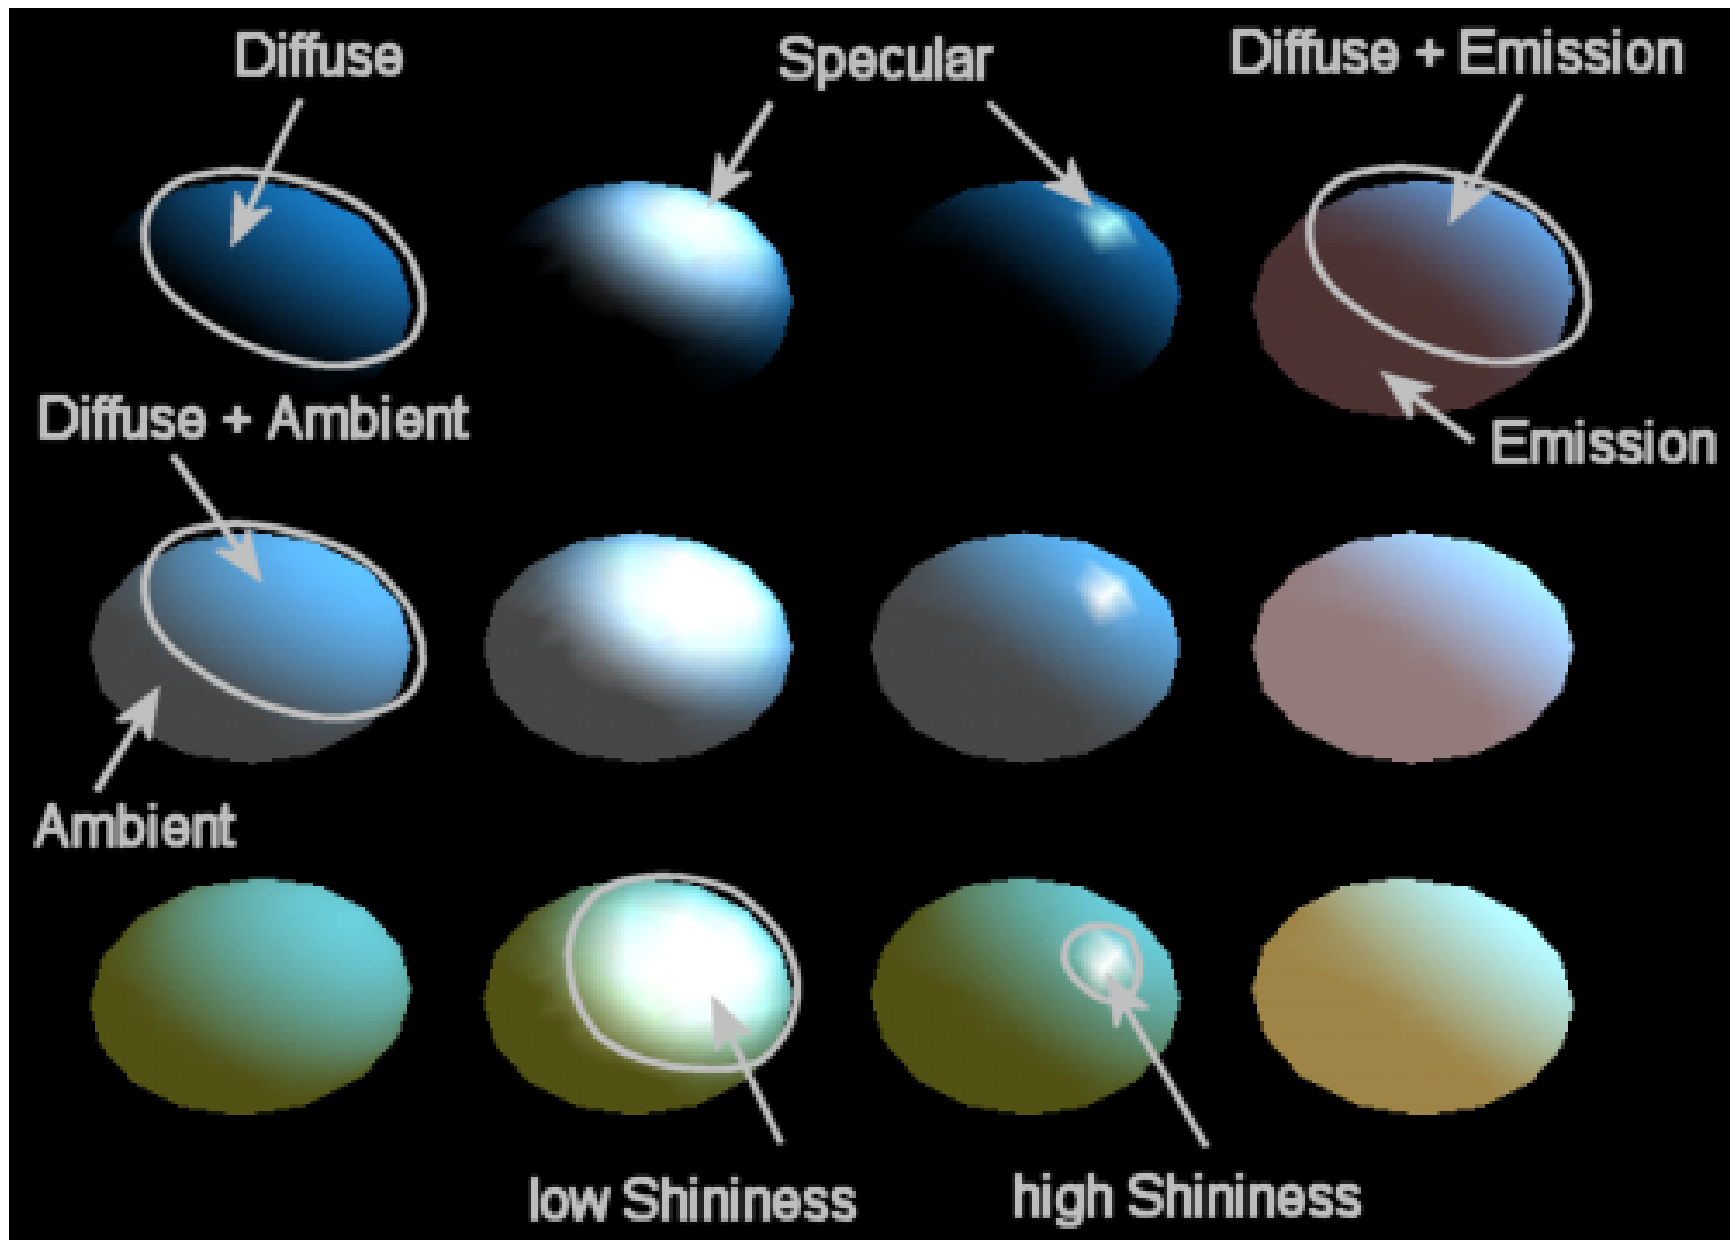 Diffuse
Specular
Diffuse + Emission
Diffuse + Ambient
Emission
Ambient
low Shininess
high Shininess